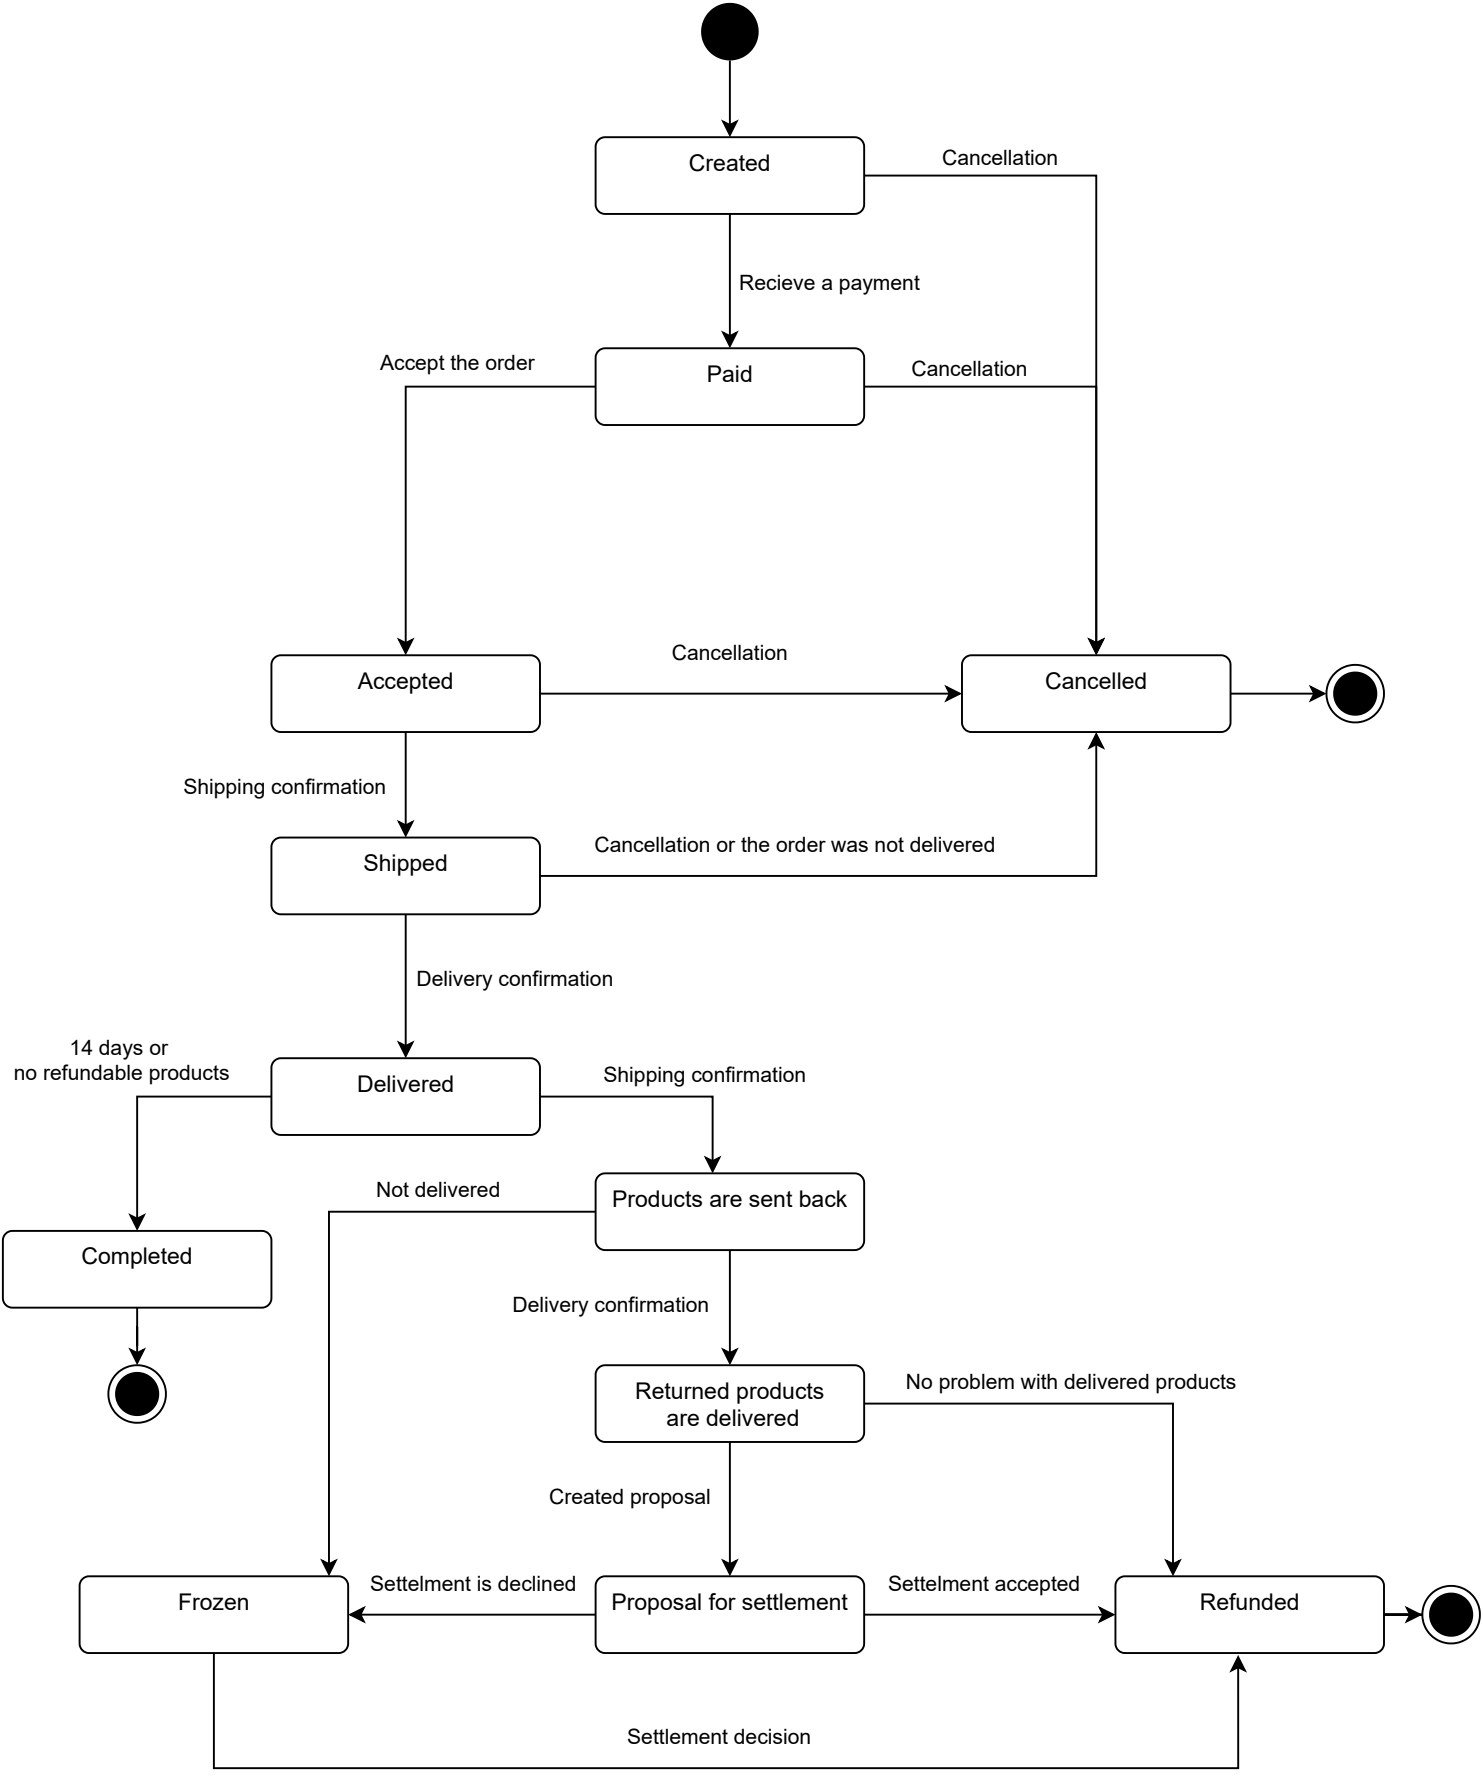 Created
Cancellation
Recieve a payment
Accept the order
Paid
Cancellation
Accepted
Cancellation
Cancelled
Shipping confirmation
Shipped
Cancellation or the order was not delivered
Delivery confirmation
14 days or
no refundable products
Delivered
Shipping confirmation
Not delivered
Products are sent back
Completed
Delivery confirmation
Returned products
are delivered
No problem with delivered products
Created proposal
Frozen
Settelment is declined
Proposal for settlement
Settelment accepted
Refunded
Settlement decision